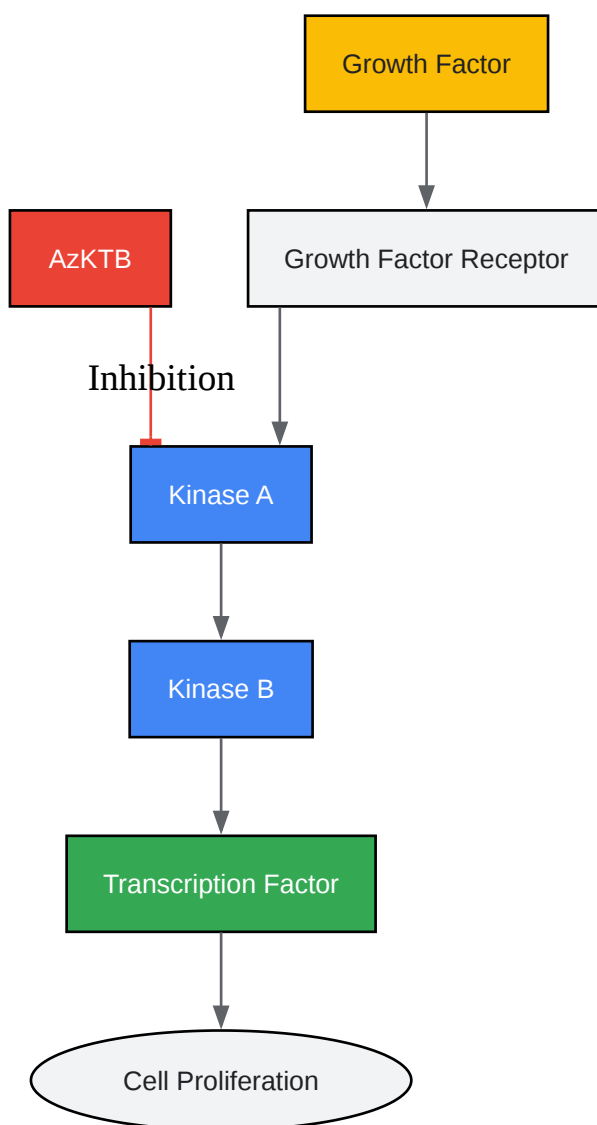 Growth Factor
AzKTB
Growth Factor Receptor
Inhibition
Kinase A
Kinase B
Transcription Factor
Cell Proliferation